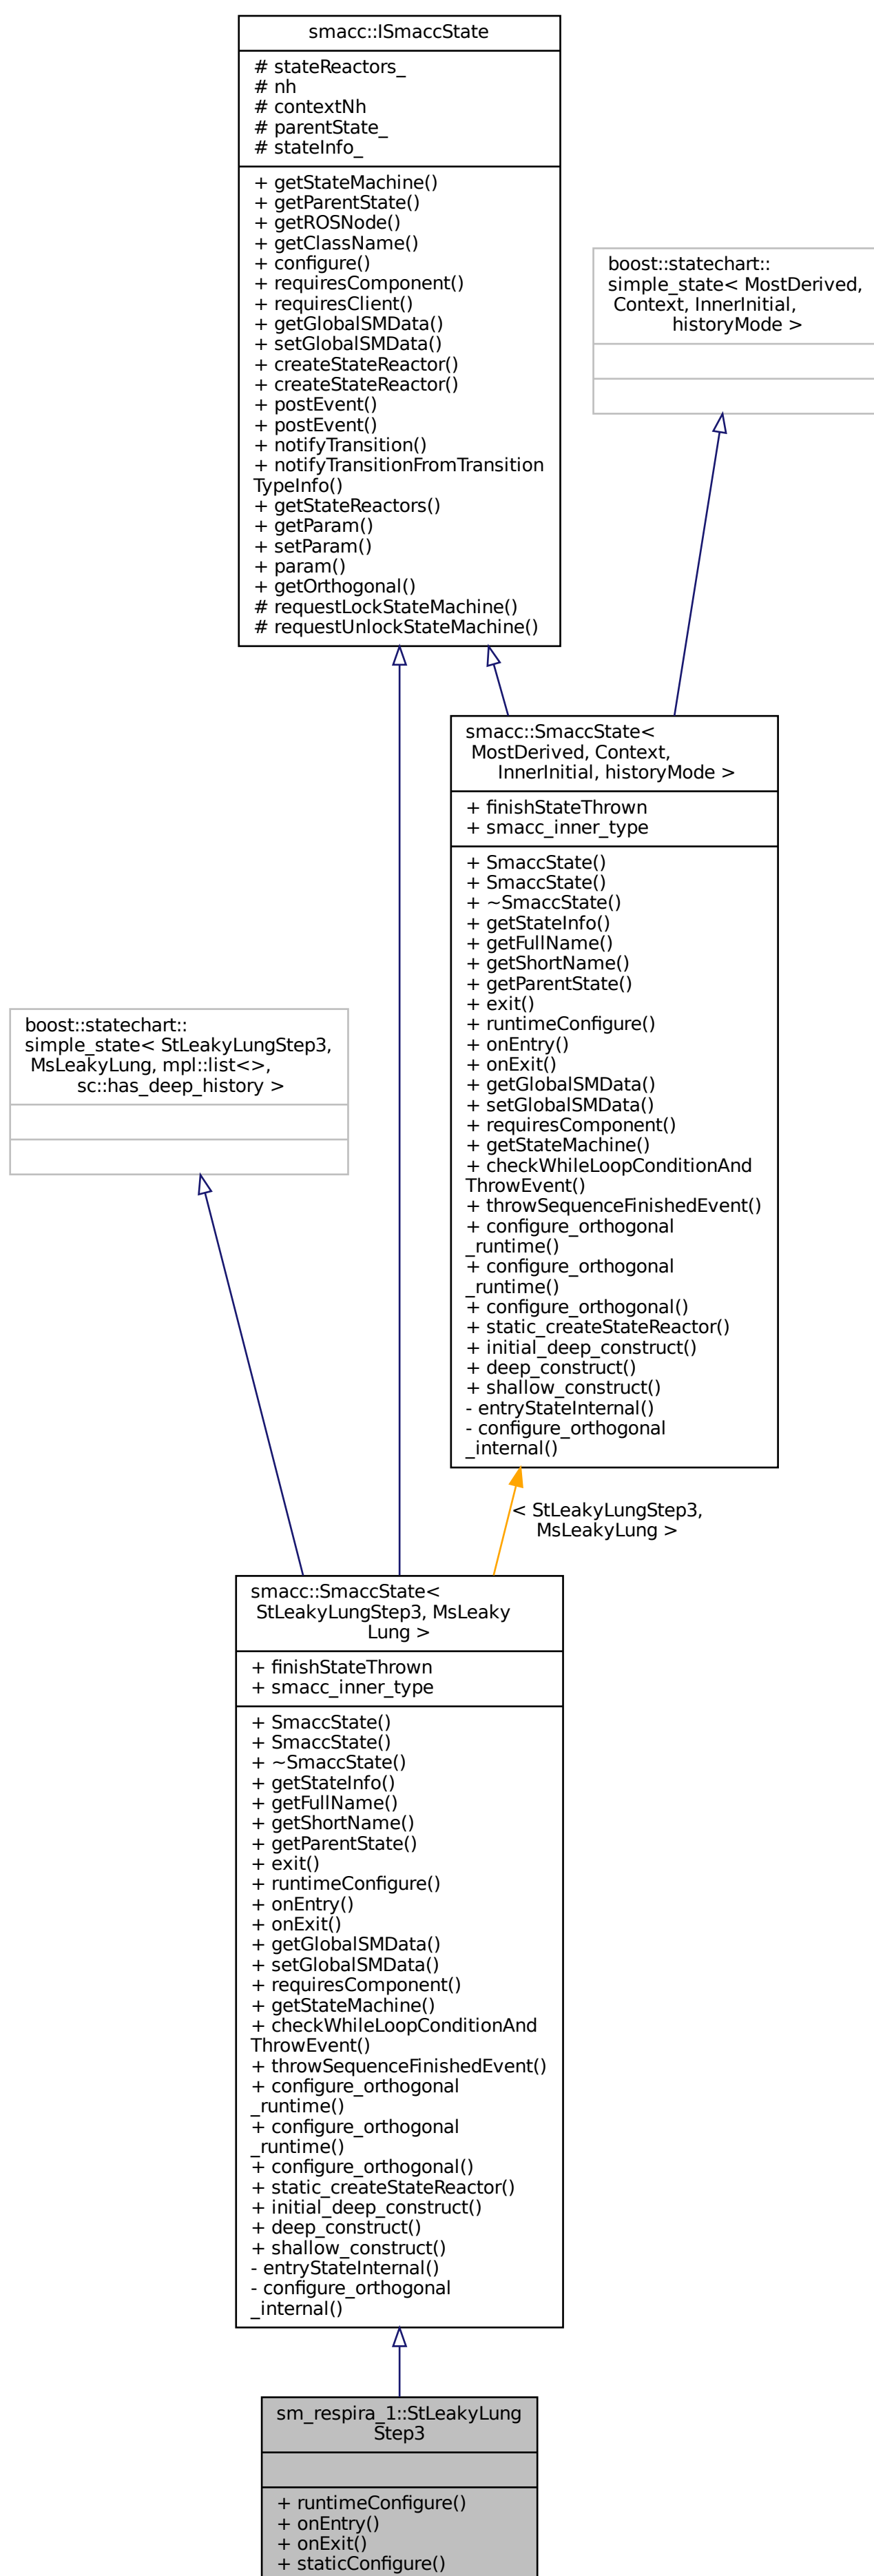 smacc::ISmaccState
# stateReactors_
# nh
# contextNh
# parentState_
# stateInfo_
+ getStateMachine()
+ getParentState()
+ getROSNode()
+ getClassName()
+ configure()
+ requiresComponent()
+ requiresClient()
+ getGlobalSMData()
+ setGlobalSMData()
+ createStateReactor()
+ createStateReactor()
+ postEvent()
+ postEvent()
+ notifyTransition()
+ notifyTransitionFromTransition
TypeInfo()
+ getStateReactors()
+ getParam()
+ setParam()
+ param()
+ getOrthogonal()
# requestLockStateMachine()
# requestUnlockStateMachine()
boost::statechart::
simple_state< MostDerived,
Context, InnerInitial,
historyMode >
smacc::SmaccState<
MostDerived, Context,
InnerInitial, historyMode >
+ finishStateThrown
+ smacc_inner_type
+ SmaccState()
+ SmaccState()
+ ~SmaccState()
+ getStateInfo()
+ getFullName()
+ getShortName()
+ getParentState()
+ exit()
+ runtimeConfigure()
+ onEntry()
+ onExit()
+ getGlobalSMData()
+ setGlobalSMData()
+ requiresComponent()
+ getStateMachine()
+ checkWhileLoopConditionAnd
ThrowEvent()
+ throwSequenceFinishedEvent()
+ configure_orthogonal
_runtime()
+ configure_orthogonal
_runtime()
+ configure_orthogonal()
+ static_createStateReactor()
+ initial_deep_construct()
+ deep_construct()
+ shallow_construct()
- entryStateInternal()
- configure_orthogonal
_internal()
boost::statechart::
simple_state< StLeakyLungStep3,
MsLeakyLung, mpl::list<>,
sc::has_deep_history >
< StLeakyLungStep3,
MsLeakyLung >
smacc::SmaccState<
StLeakyLungStep3, MsLeaky
Lung >
+ finishStateThrown
+ smacc_inner_type
+ SmaccState()
+ SmaccState()
+ ~SmaccState()
+ getStateInfo()
+ getFullName()
+ getShortName()
+ getParentState()
+ exit()
+ runtimeConfigure()
+ onEntry()
+ onExit()
+ getGlobalSMData()
+ setGlobalSMData()
+ requiresComponent()
+ getStateMachine()
+ checkWhileLoopConditionAnd
ThrowEvent()
+ throwSequenceFinishedEvent()
+ configure_orthogonal
_runtime()
+ configure_orthogonal
_runtime()
+ configure_orthogonal()
+ static_createStateReactor()
+ initial_deep_construct()
+ deep_construct()
+ shallow_construct()
- entryStateInternal()
- configure_orthogonal
_internal()
sm_respira_1::StLeakyLung
Step3
+ runtimeConfigure()
+ onEntry()
+ onExit()
+ staticConfigure()